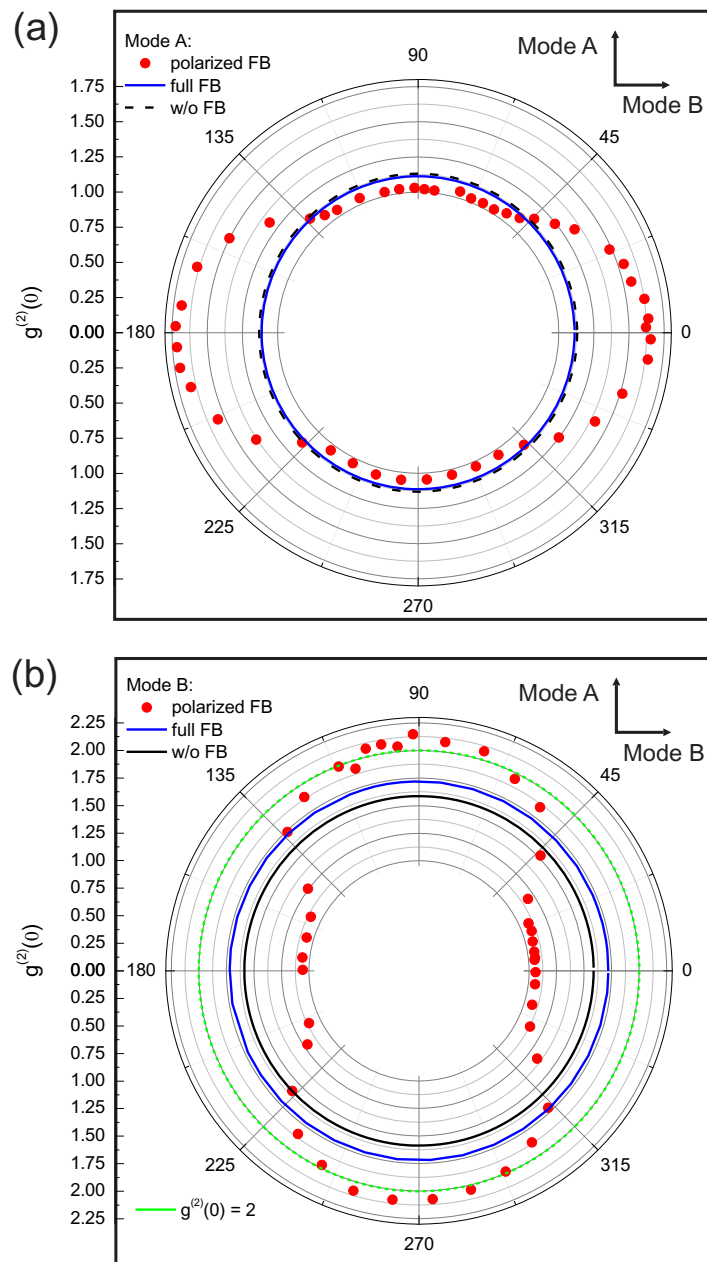 (a)
Mode A:
polarized FB
full FB
w/o FB
Mode A
Mode B
90
135
45
180
0
225
315
270
1.75
1.50
1.25
1.00
0.75
0.50
0.25
0.00
0.25
0.50
0.75
1.00
1.25
1.50
1.75
g(2)(0)
(b)
Mode B:
polarized FB
full FB
w/o FB
Mode A
Mode B
90
135
45
180
0
225
315
270
2.25
2.00
1.75
1.50
1.25
1.00
0.75
0.50
0.25
0.00
0.25
0.50
0.75
1.00
1.25
1.50
1.75
2.00
2.25
g(2)(0)
g(2)(0) = 2